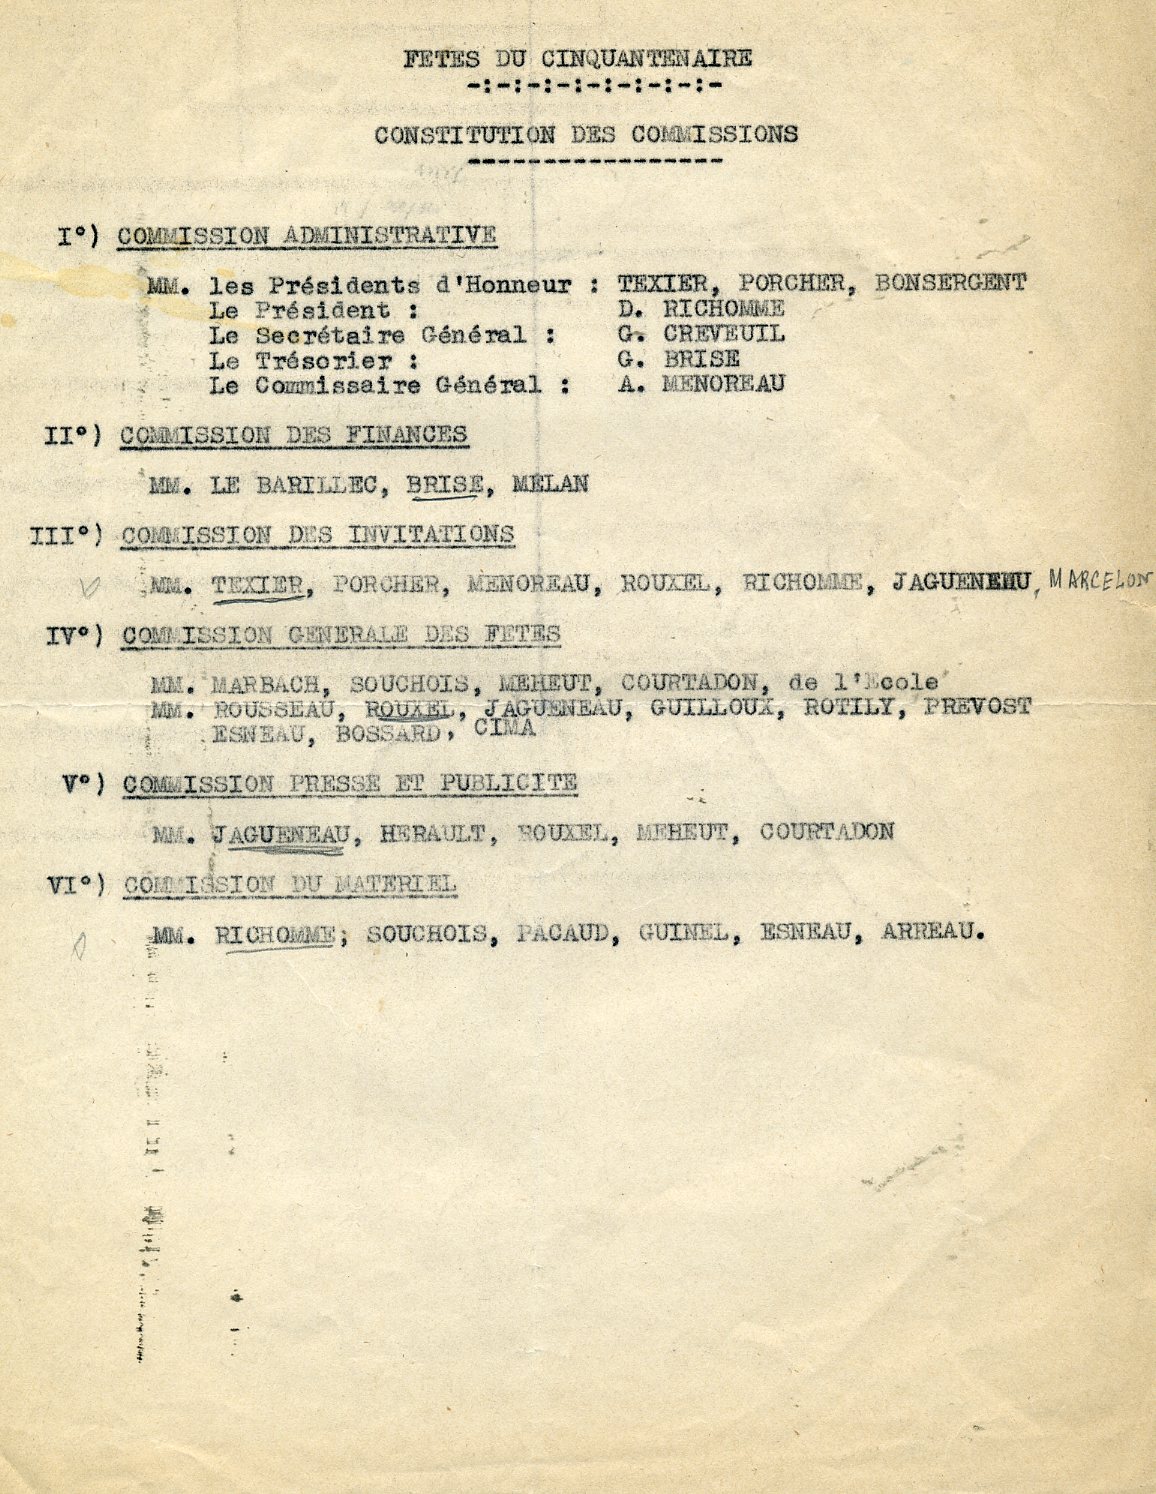 FETES DU CINQUANTENAIRE
-:-:-:-:-:-:-:-:-
CONSTITUTION DES COMMISSIONS
-----------------
I°) COMMISSION ADMINISTRATIVE
MM. les Présidents d'Honneur : TEXIER, PORCHER, BONSERGENT
Le Président : D. RICHOMME
Le Secrétaire Général : G. CREVEUIL
Le Trésorier : G. BRISE
Le Commissaire Général : A. MENOREAU
II°) COMMISSION DES FINANCES
MM. LE BARILLEC, BRISE, MELAN
III°) COMMISSION DES INVITATIONS
MM. TEXIER, PORCHER, MENOREAU, ROUXEL, RICHOMME, JAGUENEAU, MARCELON
IV°) COMMISSION GENERALE DES FETES
MM. MARBACH, SOUCHOIS, MEHEUT, COURTADON, de l'Ecole
MM. ROUSSEAU, ROUXEL, JAGUENEAU, GUILLOUX, ROTILY, PREVOST
ESNEAU, BOSSARD, CIMA
V°) COMMISSION PRESSE ET PUBLICITE
MM. JAGUENEAU, HERAULT, ROUXEL, MEHEUT, COURTADON
VI°) COMMISSION DU MATERIEL
MM. RICHOMME; SOUCHOIS, PACAUD, GUINEL, ESNEAU, ARREAU.